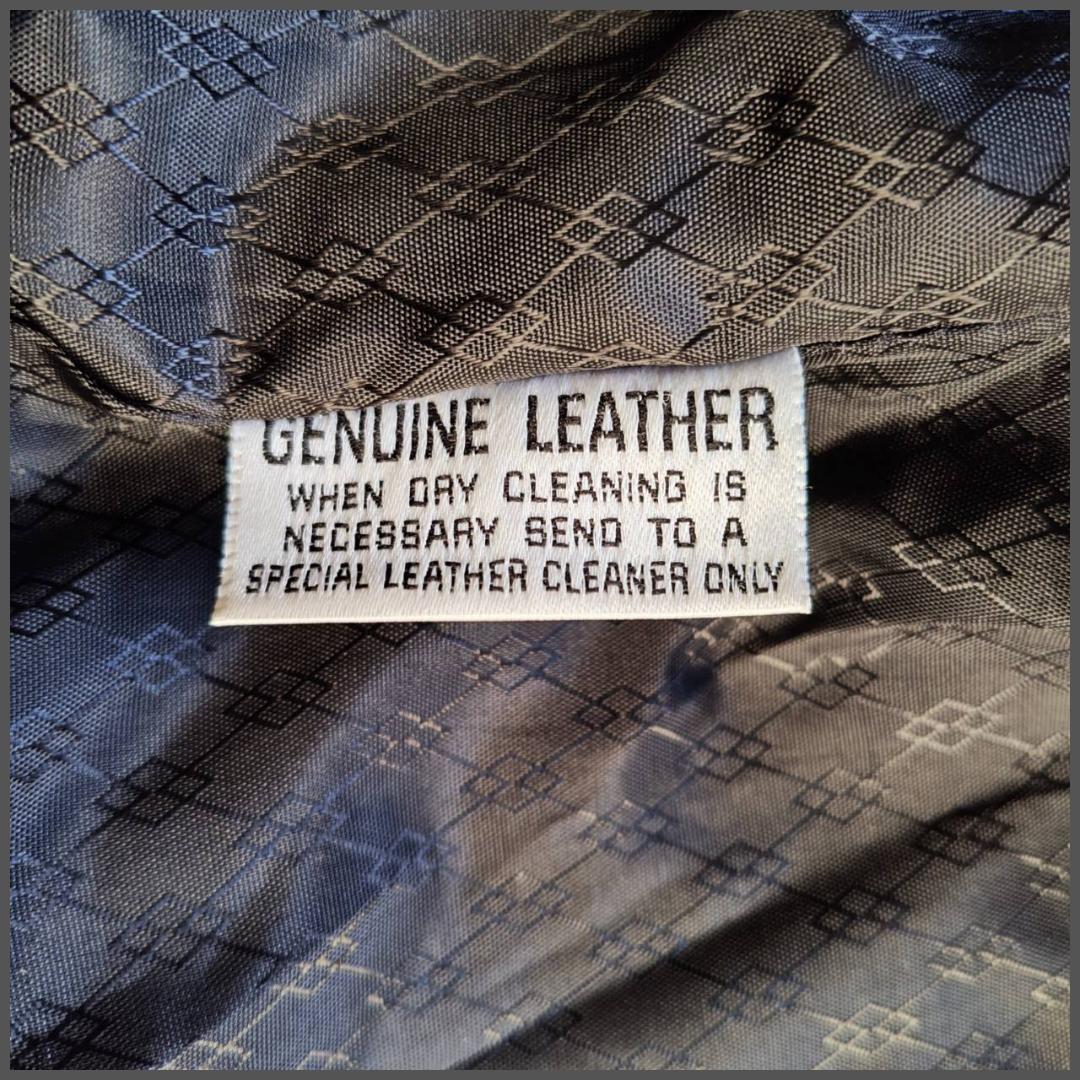 GENUINE LEATHER
WHEN DRY CLEANING IS
NECESSARY SEND TO A
SPECIAL LEATHER CLEANER ONLY